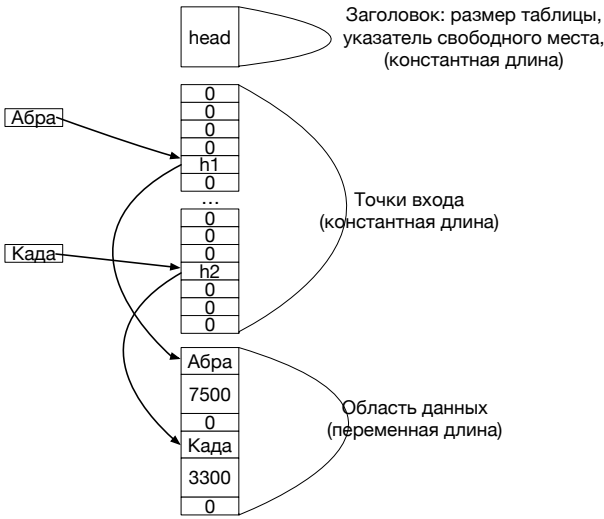 head
Заголовок: размер таблицы,
указатель свободного места,
(константная длина)
Абра
0
0
0
0
h1
0
...
Точки входа
(константная длина)
Када
0
0
0
h2
0
0
0
Абра
7500
0
Када
3300
0
Область данных
(переменная длина)